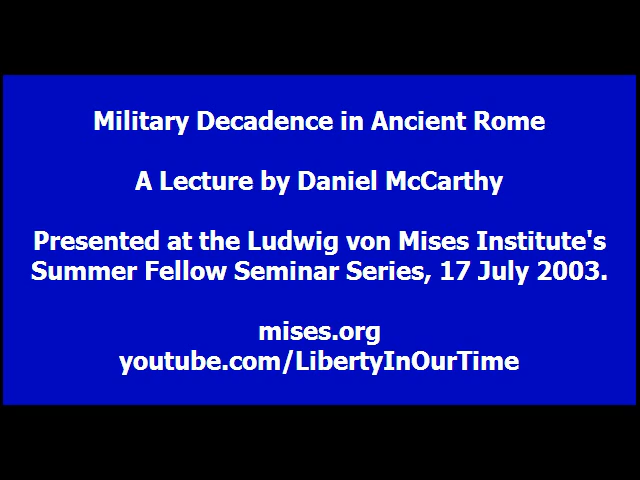 Military Decadence in Ancient Rome
A Lecture by Daniel McCarthy
Presented at the Ludwig von Mises Institute's
Summer Fellow Seminar Series, 17 July 2003.
mises.org
youtube.com/LibertyInOurTime